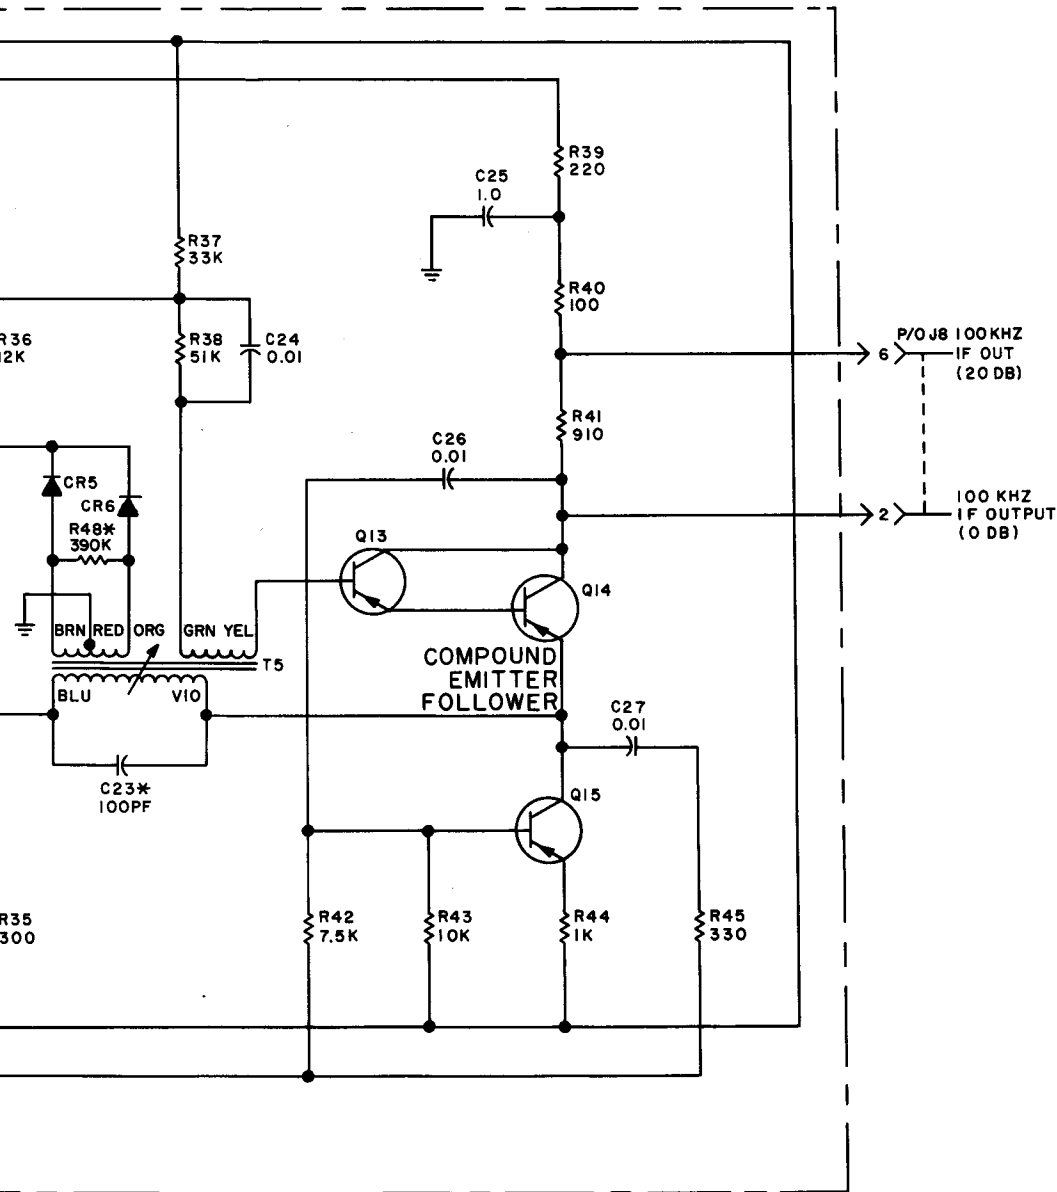 R39
220
C25
1.0
R37
33K
R40
100
R36
12K
R38
51K
C24
0.01
6
P/O J8 100KHZ
IF OUT
(20 DB)
R41
910
C26
0.01
CR5
CR6
R48*
390K
2
100 KHZ
IF OUTPUT
(0 DB)
Q13
Q14
BRN RED ORG
GRN YEL
T5
BLU
VIO
COMPOUND
EMITTER
FOLLOWER
C27
0.01
C23*
100PF
Q15
R35
300
R42
7.5K
R43
10K
R44
1K
R45
330